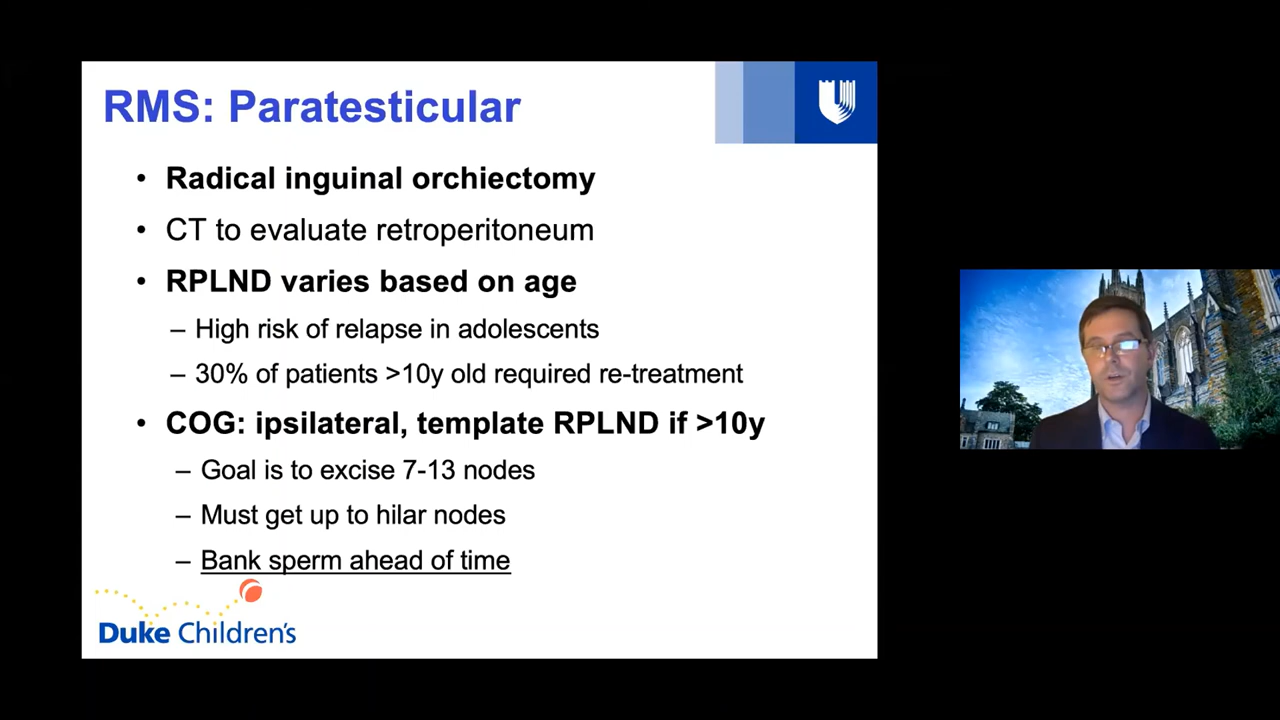 RMS: Paratesticular
• Radical inguinal orchiectomy
• CT to evaluate retroperitoneum
• RPLND varies based on age
– High risk of relapse in adolescents
– 30% of patients >10y old required re-treatment
• COG: ipsilateral, template RPLND if >10y
– Goal is to excise 7-13 nodes
– Must get up to hilar nodes
– Bank sperm ahead of time
Duke Children's